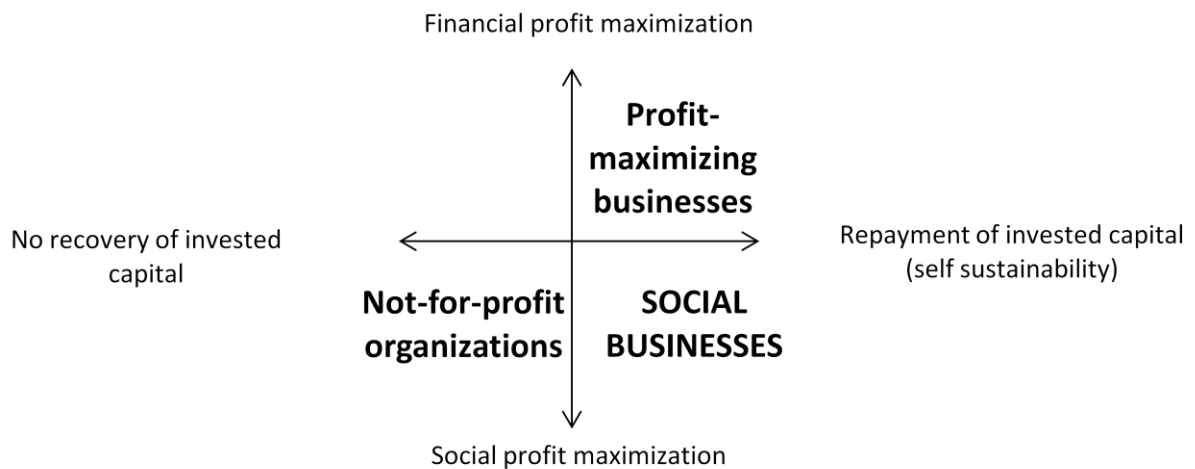 Financial profit maximization
Profit-
maximizing
businesses
No recovery of invested
capital
Repayment of invested capital
(self sustainability)
Not-for-profit
organizations
SOCIAL
BUSINESSES
Social profit maximization